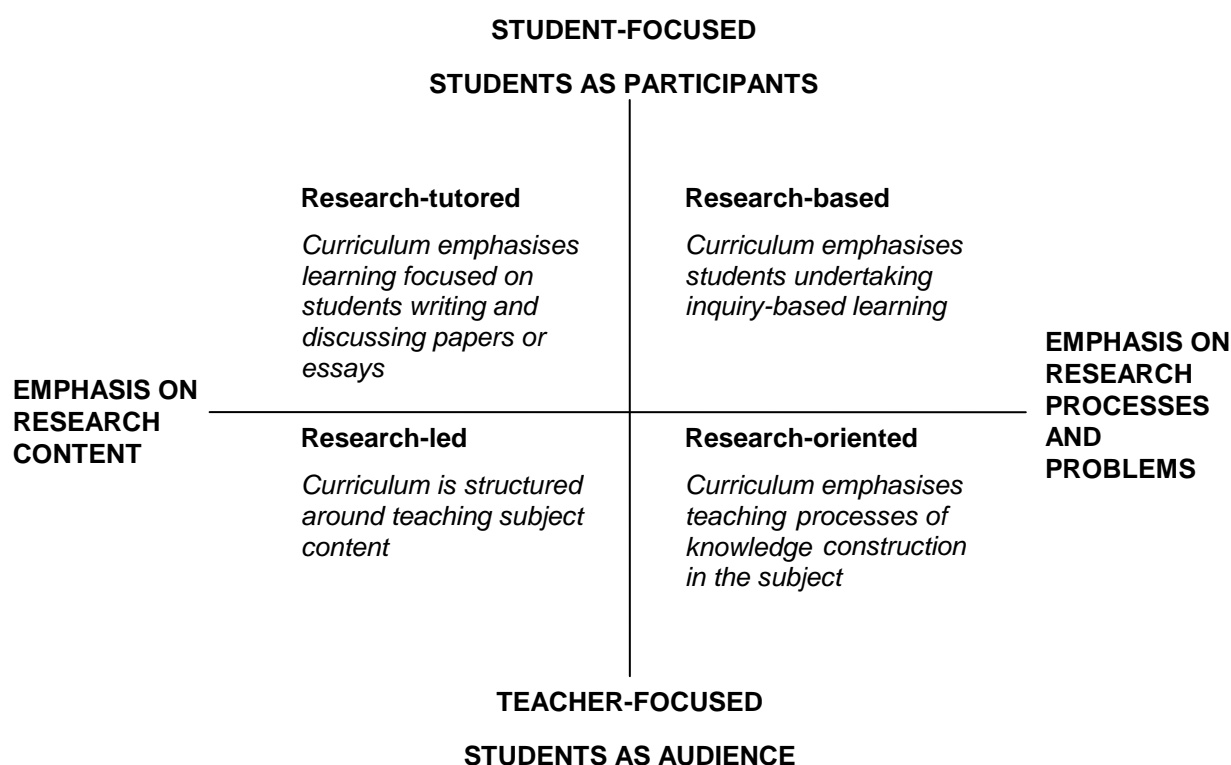 STUDENT-FOCUSED
STUDENTS AS PARTICIPANTS
Research-tutored
Curriculum emphasises
learning focused on
students writing and
discussing papers or
essays
Research-based
Curriculum emphasises
students undertaking
inquiry-based learning
EMPHASIS ON
RESEARCH
CONTENT
EMPHASIS ON
RESEARCH
PROCESSES
AND
PROBLEMS
Research-led
Curriculum is structured
around teaching subject
content
Research-oriented
Curriculum emphasises
teaching processes of
knowledge construction
in the subject
TEACHER-FOCUSED
STUDENTS AS AUDIENCE